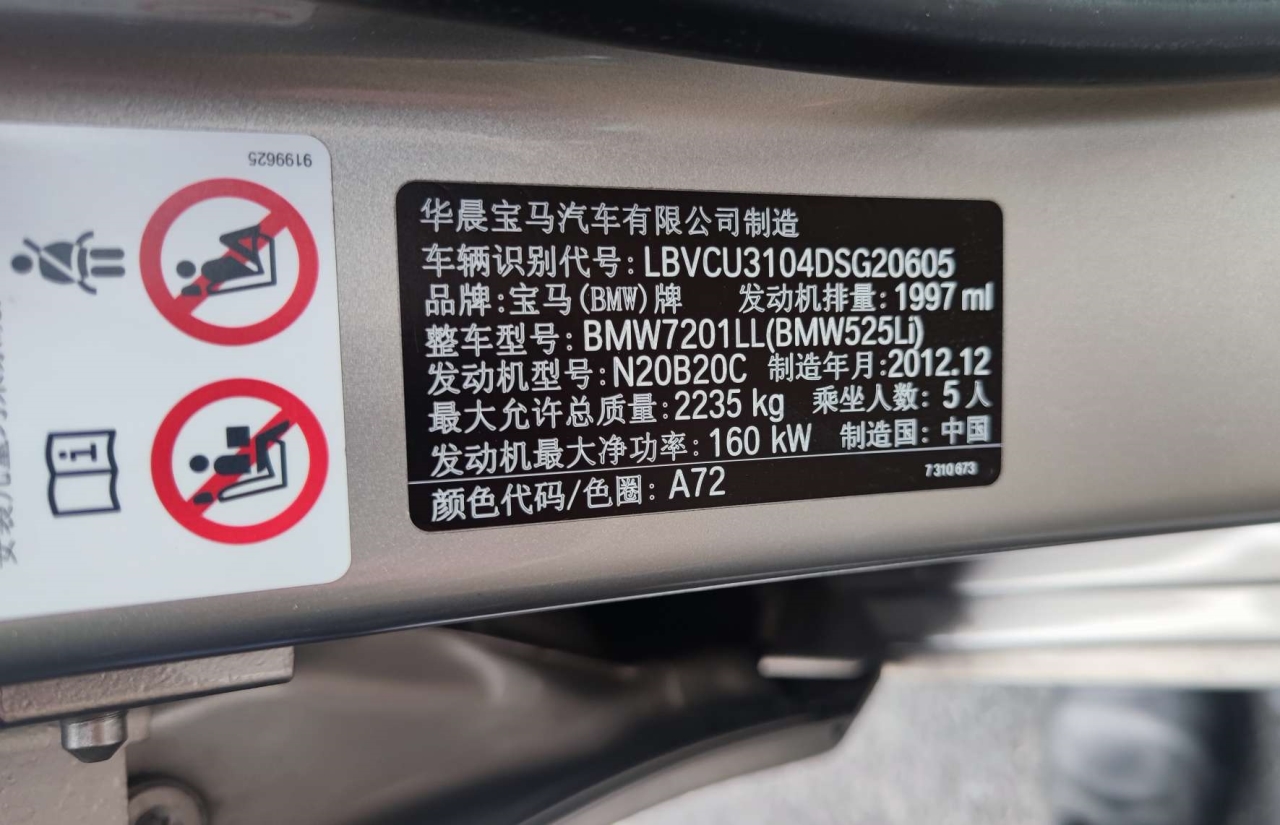 9199625
华晨宝马汽车有限公司制造
车辆识别代号:LBVCU3104DSG20605
品牌:宝马(BMW)牌 发动机排量:1997 ml
整车型号:BMW7201LL(BMW525Li)
发动机型号:N20B20C 制造年月:2012.12
最大允许总质量:2235 kg 乘坐人数: 5人
发动机最大净功率:160 kW 制造国: 中国
颜色代码/色圈: A72 7310673